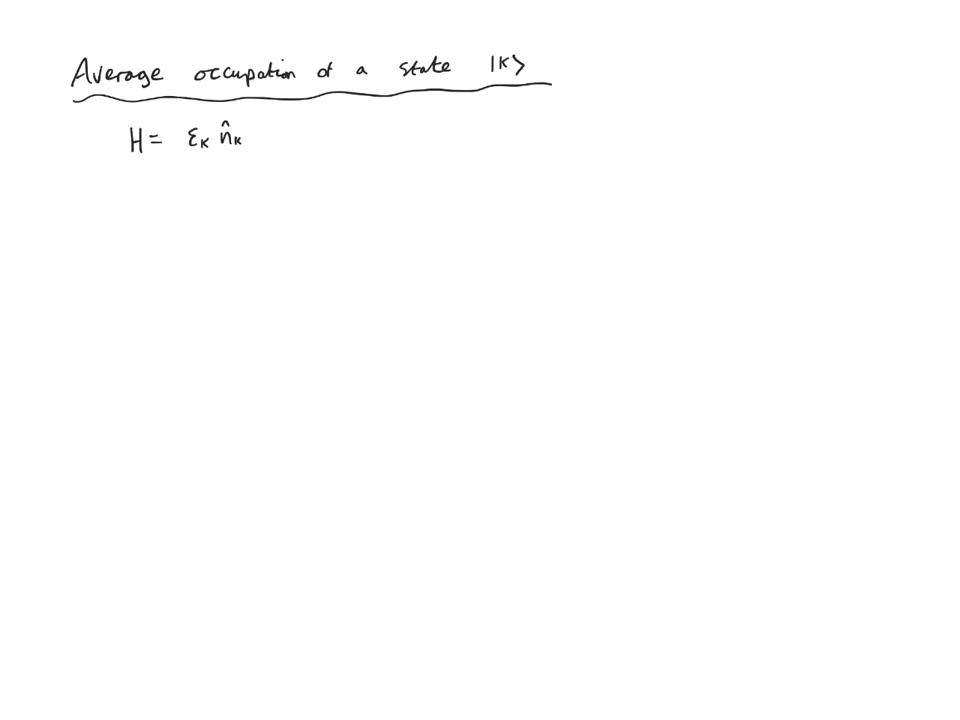 Average occupation of a state |k⟩
H = εₖ n̂ₖ